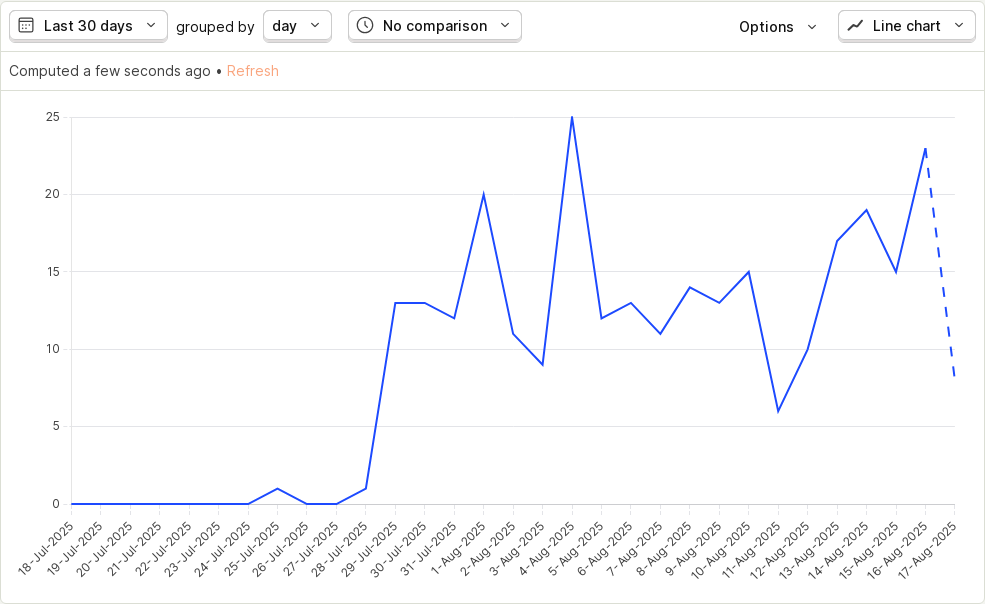 Last 30 days grouped by day No comparison Options Line chart
Computed a few seconds ago • Refresh
25
20
15
10
5
0
18-Jul-2025
19-Jul-2025
20-Jul-2025
21-Jul-2025
22-Jul-2025
23-Jul-2025
24-Jul-2025
25-Jul-2025
26-Jul-2025
27-Jul-2025
28-Jul-2025
29-Jul-2025
30-Jul-2025
31-Jul-2025
1-Aug-2025
2-Aug-2025
3-Aug-2025
4-Aug-2025
5-Aug-2025
6-Aug-2025
7-Aug-2025
8-Aug-2025
9-Aug-2025
10-Aug-2025
11-Aug-2025
12-Aug-2025
13-Aug-2025
14-Aug-2025
15-Aug-2025
16-Aug-2025
17-Aug-2025